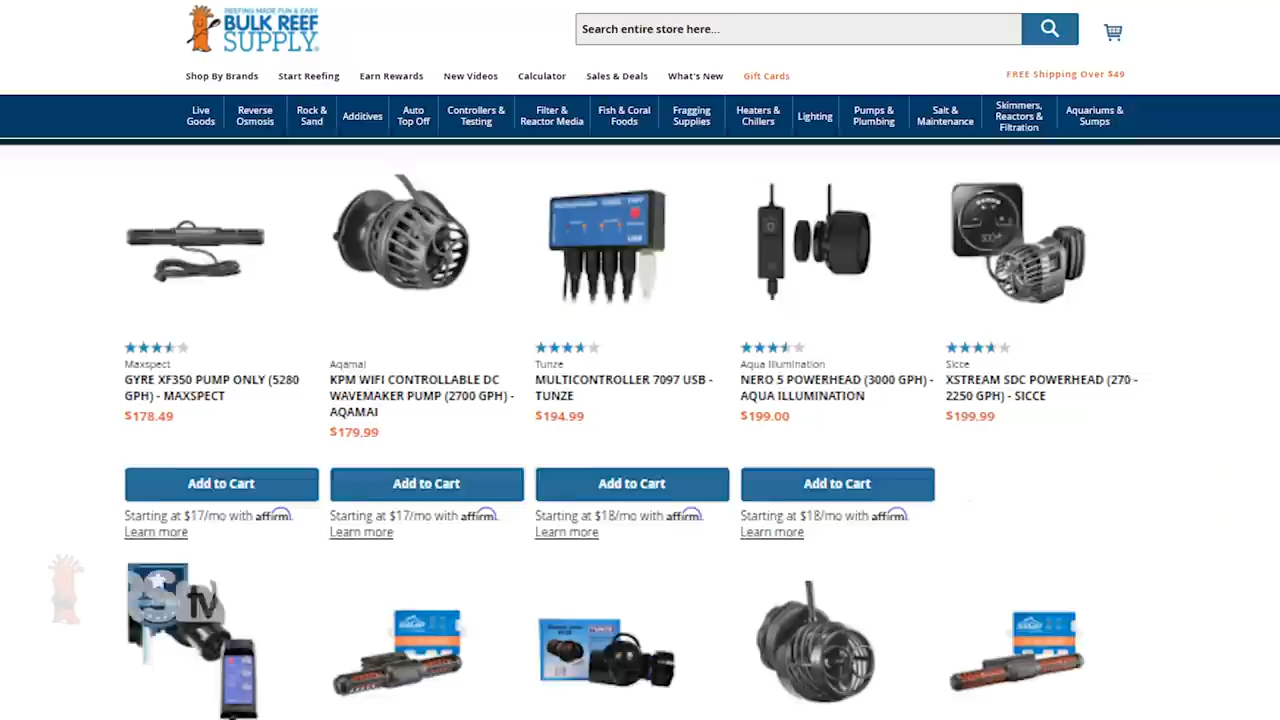 REEFING MADE FUN & EASY
BULK REEF
SUPPLY
Search entire store here...
Shop By Brands
Start Reefing
Earn Rewards
New Videos
Calculator
Sales & Deals
What's New
Gift Cards
FREE Shipping Over $49
Live
Goods
Reverse
Osmosis
Rock &
Sand
Additives
Auto
Top Off
Controllers &
Testing
Filter &
Reactor Media
Fish & Coral
Foods
Fragging
Supplies
Heaters &
Chillers
Lighting
Pumps &
Plumbing
Salt &
Maintenance
Skimmers,
Reactors &
Filtration
Aquariums &
Sumps
Maxspect
GYRE XF350 PUMP ONLY (5280
GPH) - MAXSPECT
$178.49
Aqamai
KPM WIFI CONTROLLABLE DC
WAVEMAKER PUMP (2700 GPH) -
AQAMAI
$179.99
Tunze
MULTICONTROLLER 7097 USB -
TUNZE
$194.99
Aqua Illumination
NERO 5 POWERHEAD (3000 GPH) -
AQUA ILLUMINATION
$199.00
Sicce
XSTREAM SDC POWERHEAD (270 -
2250 GPH) - SICCE
$199.99
Add to Cart
Add to Cart
Add to Cart
Add to Cart
Starting at $17/mo with affirm.
Learn more
Starting at $17/mo with affirm.
Learn more
Starting at $18/mo with affirm.
Learn more
Starting at $18/mo with affirm.
Learn more
tv
TUNZE